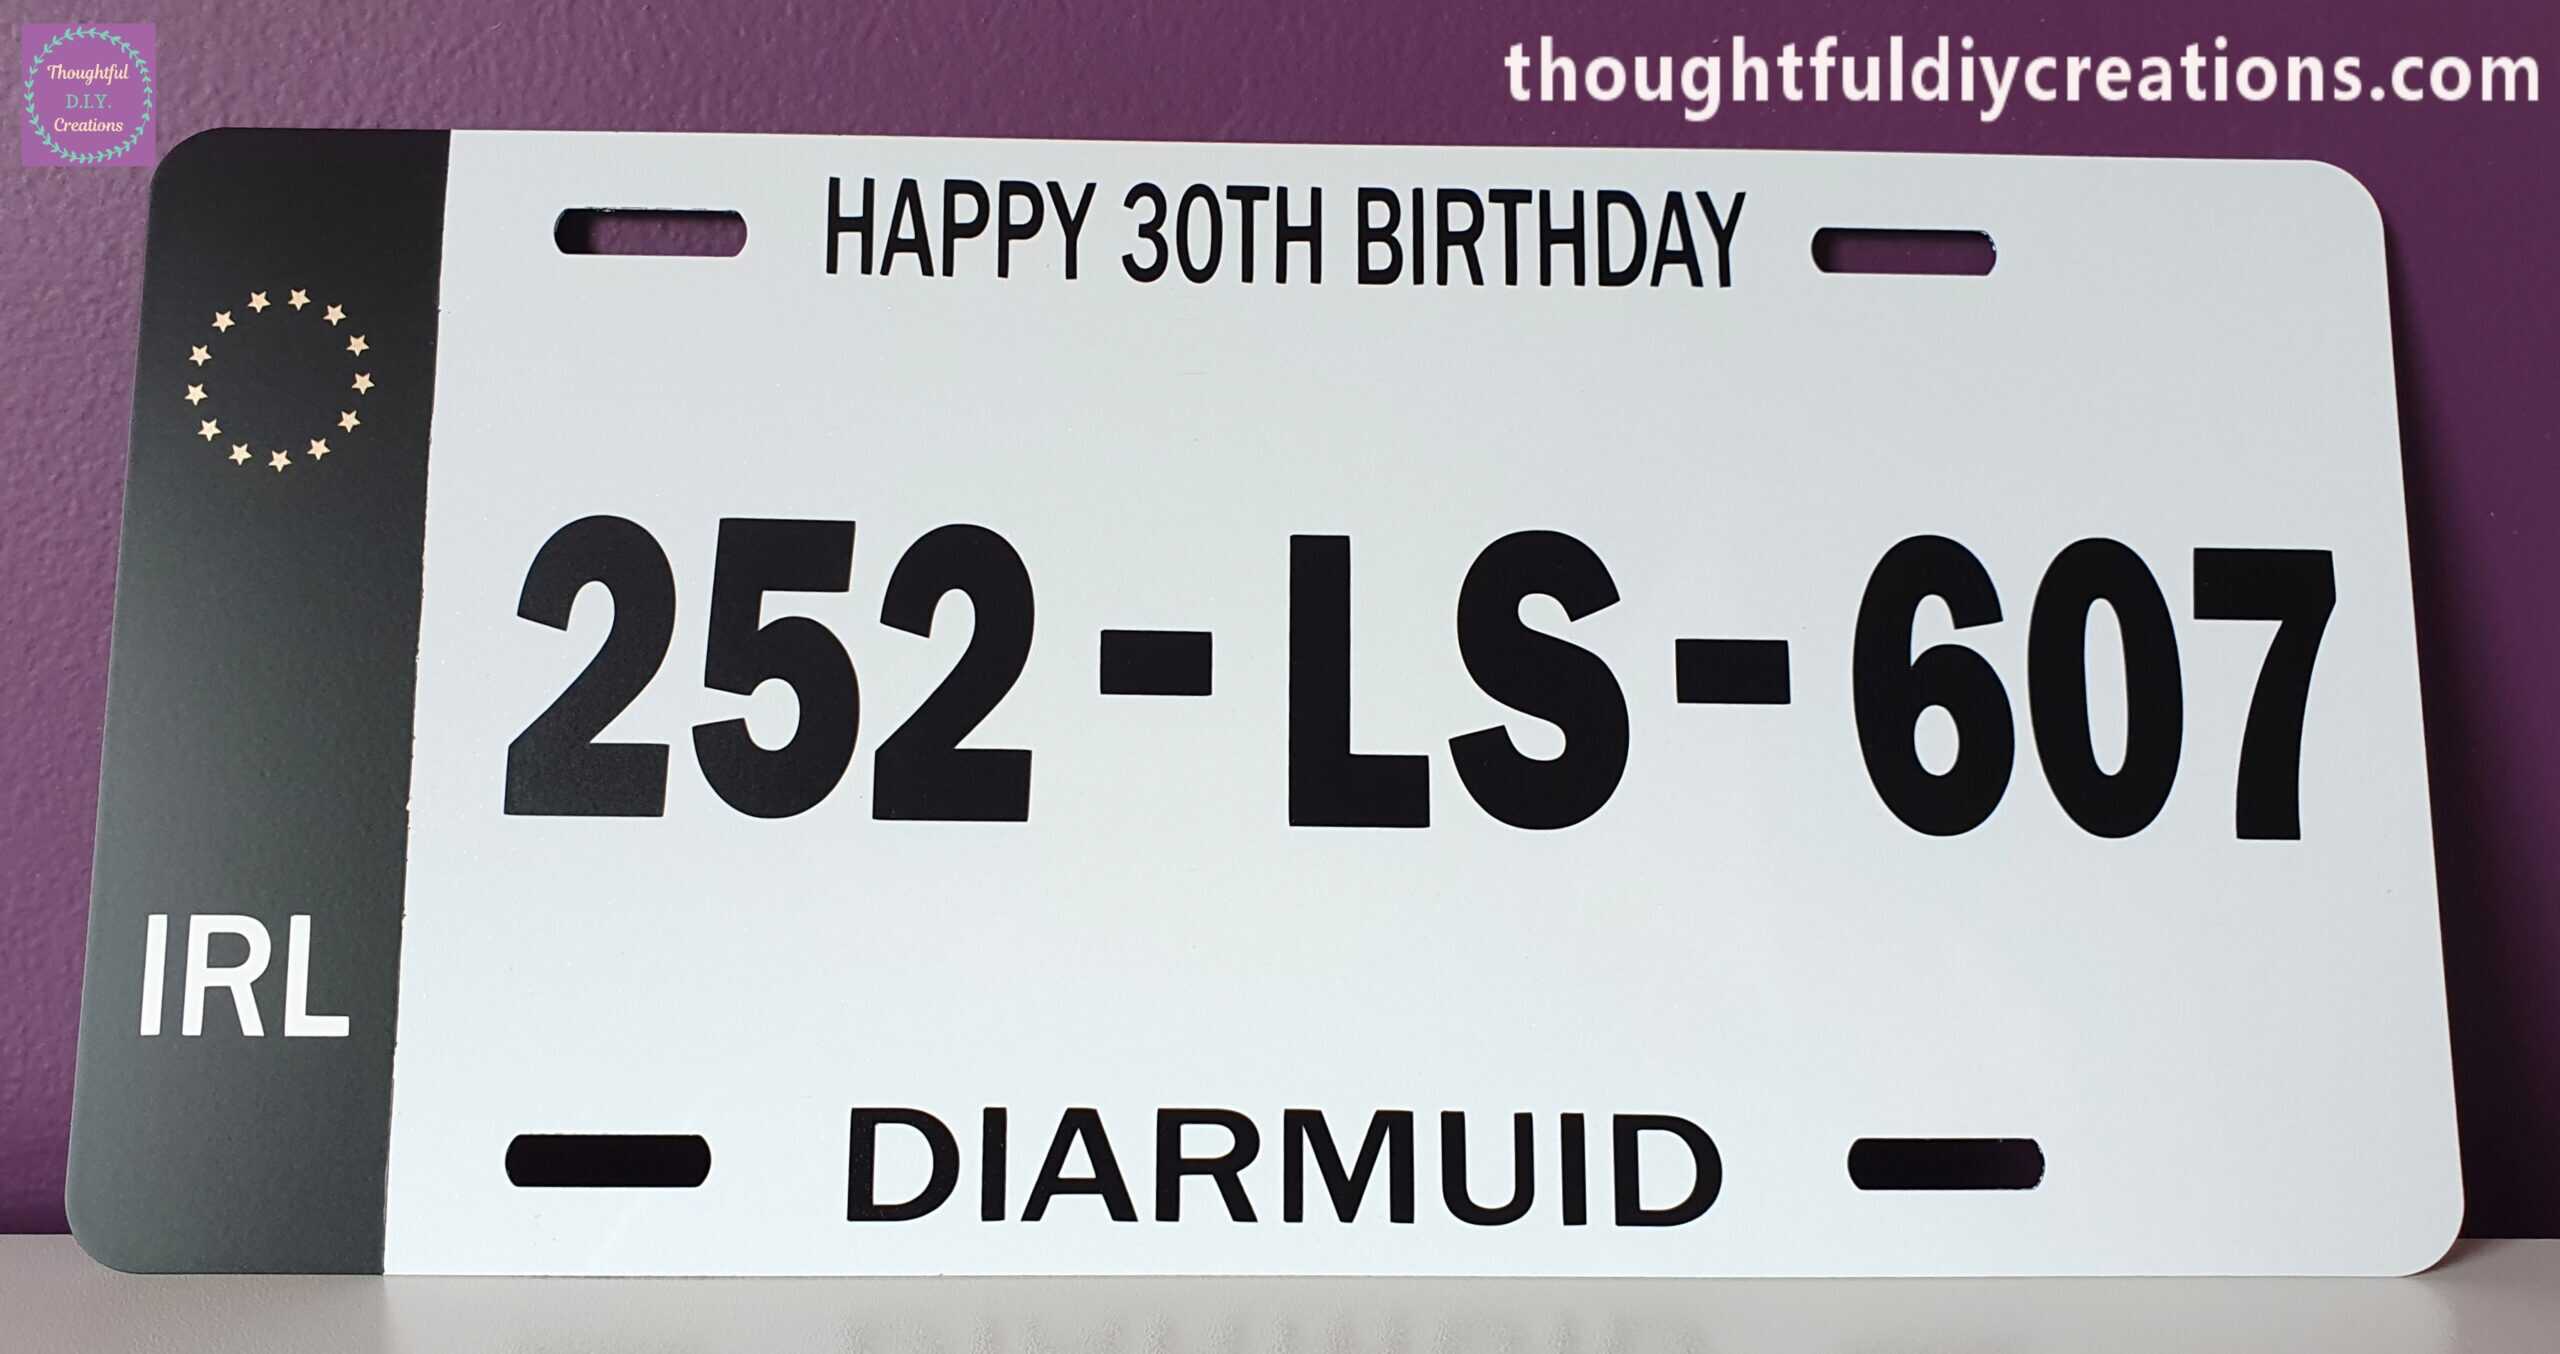 Thoughtful
D.I.Y.
Creations
thoughtfuldiycreations.com
HAPPY 30TH BIRTHDAY
252-LS-607
IRL
DIARMUID